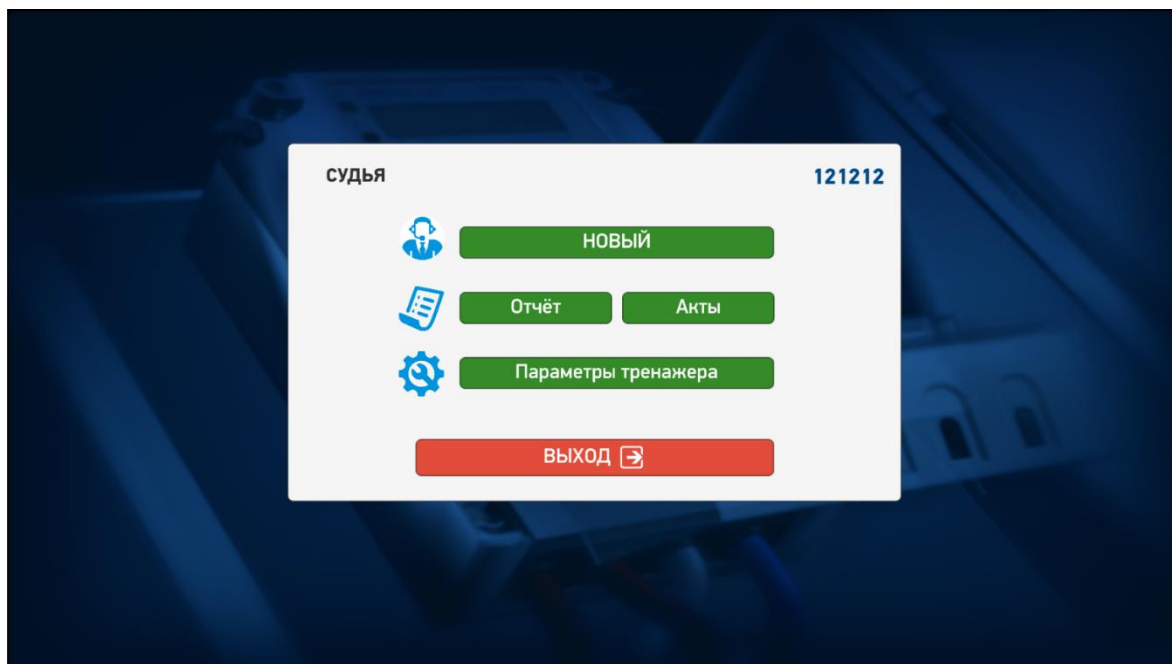 СУДЬЯ 121212
НОВЫЙ
Отчёт Акты
Параметры тренажера
ВЫХОД